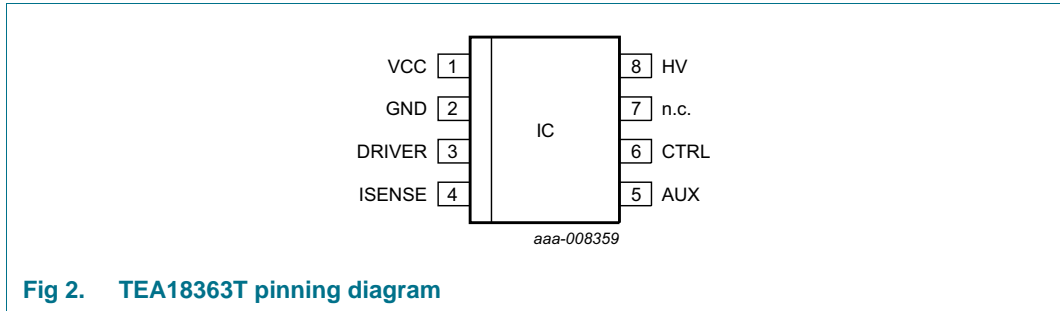 VCC 1 8 HV
GND 2 7 n.c.
IC
DRIVER 3 6 CTRL
ISENSE 4 5 AUX
aaa-008359
Fig 2. TEA18363T pinning diagram